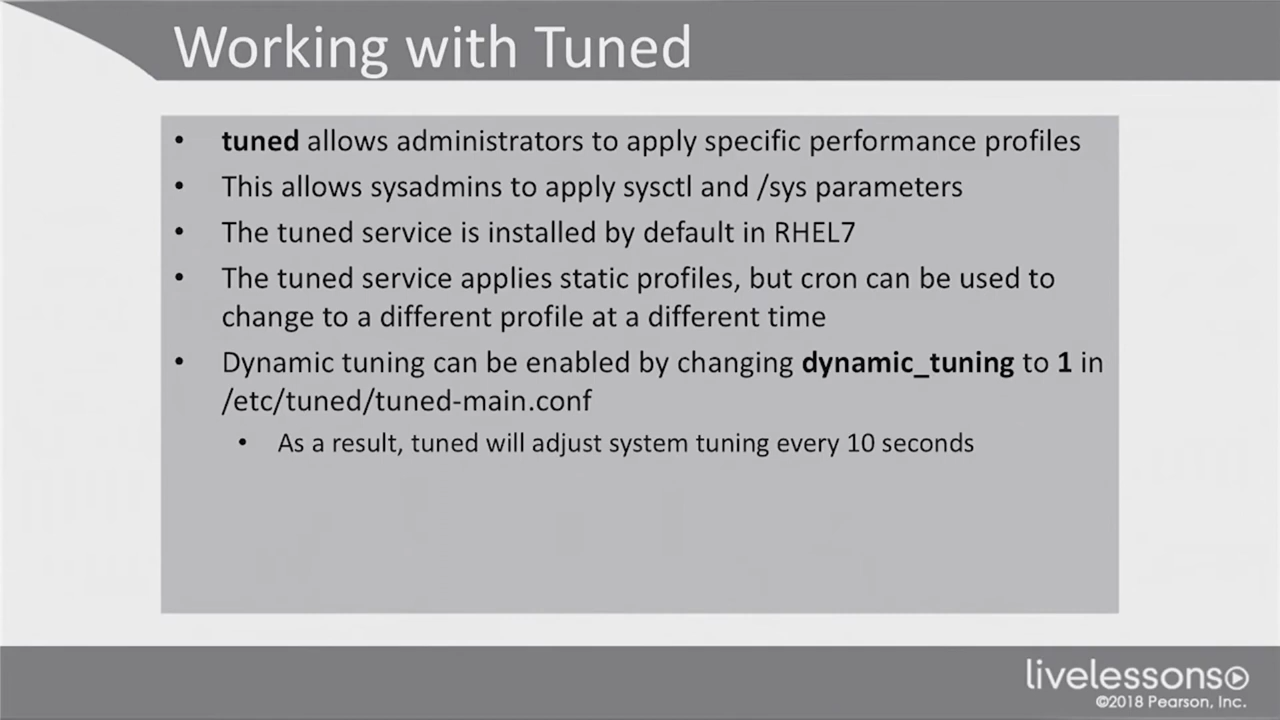 Working with Tuned
• tuned allows administrators to apply specific performance profiles
• This allows sysadmins to apply sysctl and /sys parameters
• The tuned service is installed by default in RHEL7
• The tuned service applies static profiles, but cron can be used to
change to a different profile at a different time
• Dynamic tuning can be enabled by changing dynamic_tuning to 1 in
/etc/tuned/tuned-main.conf
• As a result, tuned will adjust system tuning every 10 seconds
livelessons
©2018 Pearson, Inc.